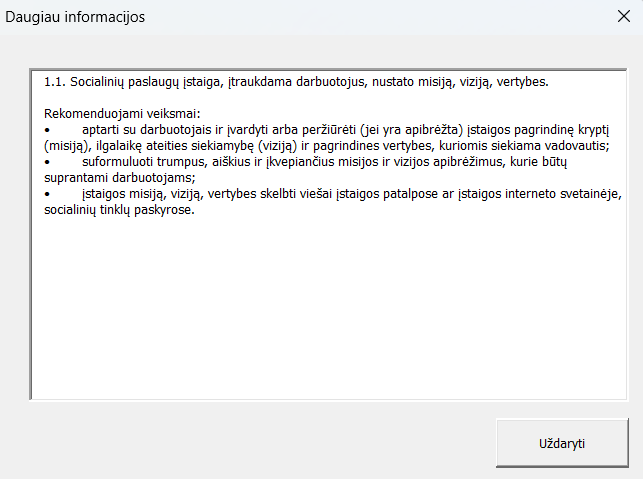 Daugiau informacijos
1.1. Socialinių paslaugų įstaiga, įtraukdama darbuotojus, nustato misiją, viziją, vertybes.
Rekomenduojami veiksmai:
• aptarti su darbuotojais ir įvardyti arba peržiūrėti (jei yra apibrėžta) įstaigos pagrindinę kryptį
(misiją), ilgalaikę ateities siekiamybę (viziją) ir pagrindines vertybes, kuriomis siekiama vadovautis;
• suformuluoti trumpus, aiškius ir įkvepiančius misijos ir vizijos apibrėžimus, kurie būtų
suprantami darbuotojams;
• įstaigos misiją, viziją, vertybes skelbti viešai įstaigos patalpose ar įstaigos interneto svetainėje,
socialinių tinklų paskyrose.
Uždaryti